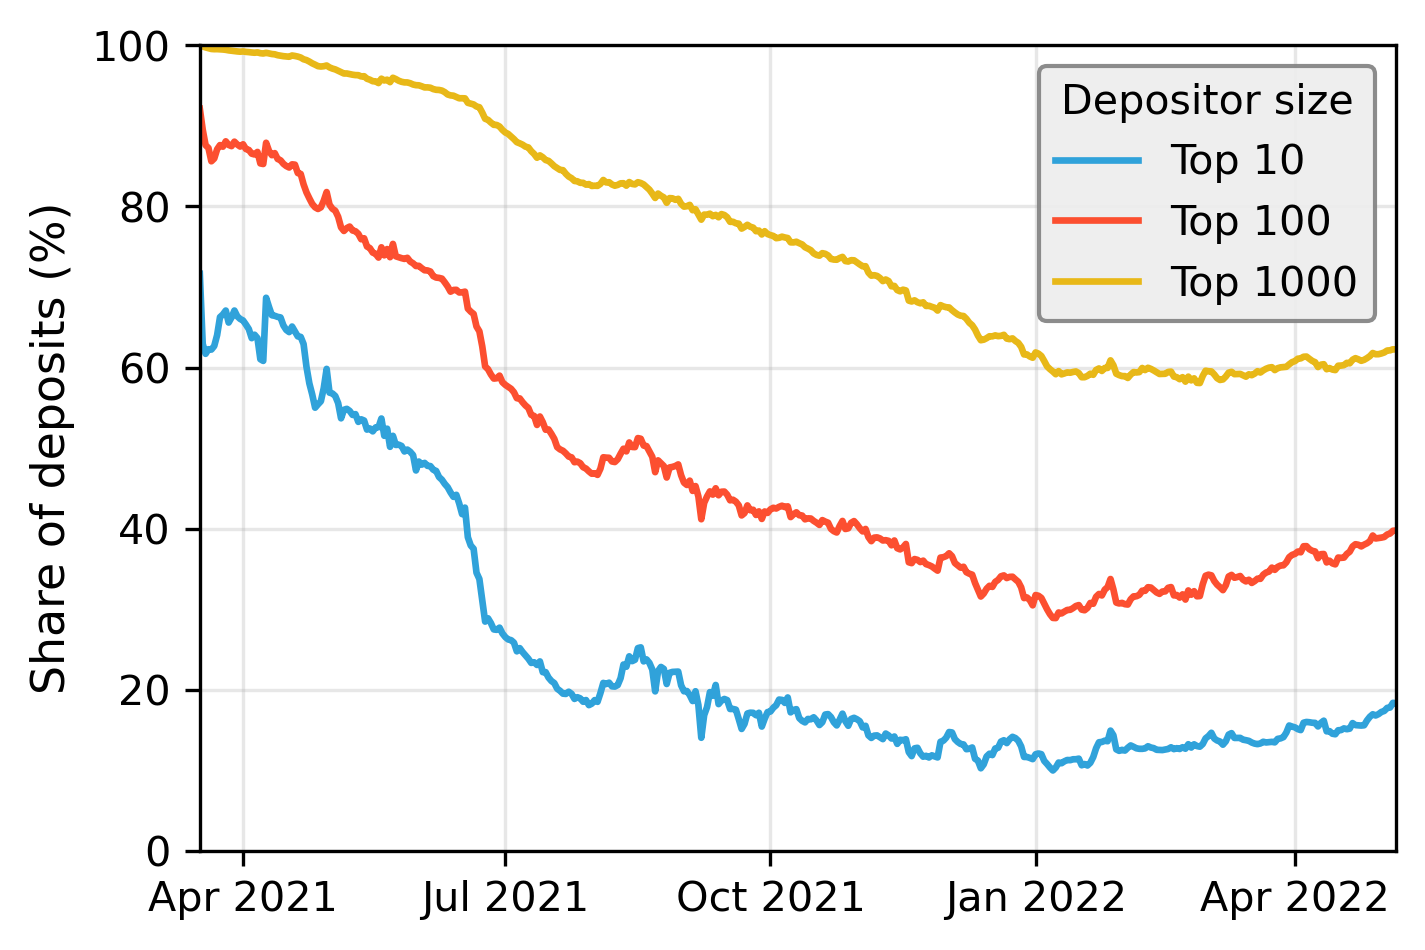 Share of deposits (%)
100
80
60
40
20
0
Apr 2021
Jul 2021
Oct 2021
Jan 2022
Apr 2022
Depositor size
Top 10
Top 100
Top 1000